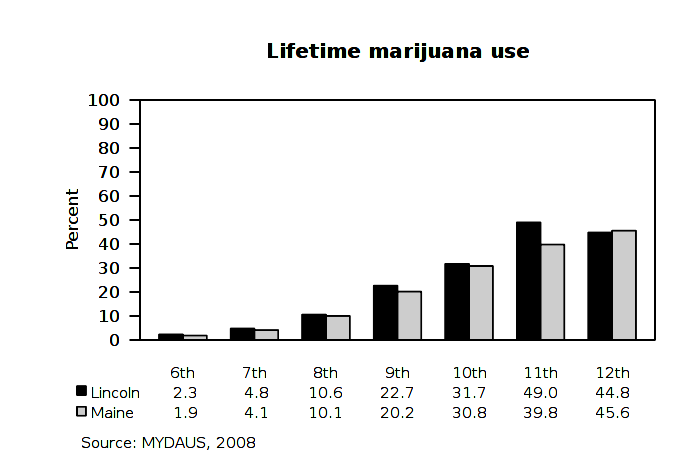 Lifetime marijuana use
100
90
80
70
60
50
40
30
20
10
0
Percent
6th 7th 8th 9th 10th 11th 12th
Lincoln 2.3 4.8 10.6 22.7 31.7 49.0 44.8
Maine 1.9 4.1 10.1 20.2 30.8 39.8 45.6
Source: MYDAUS, 2008